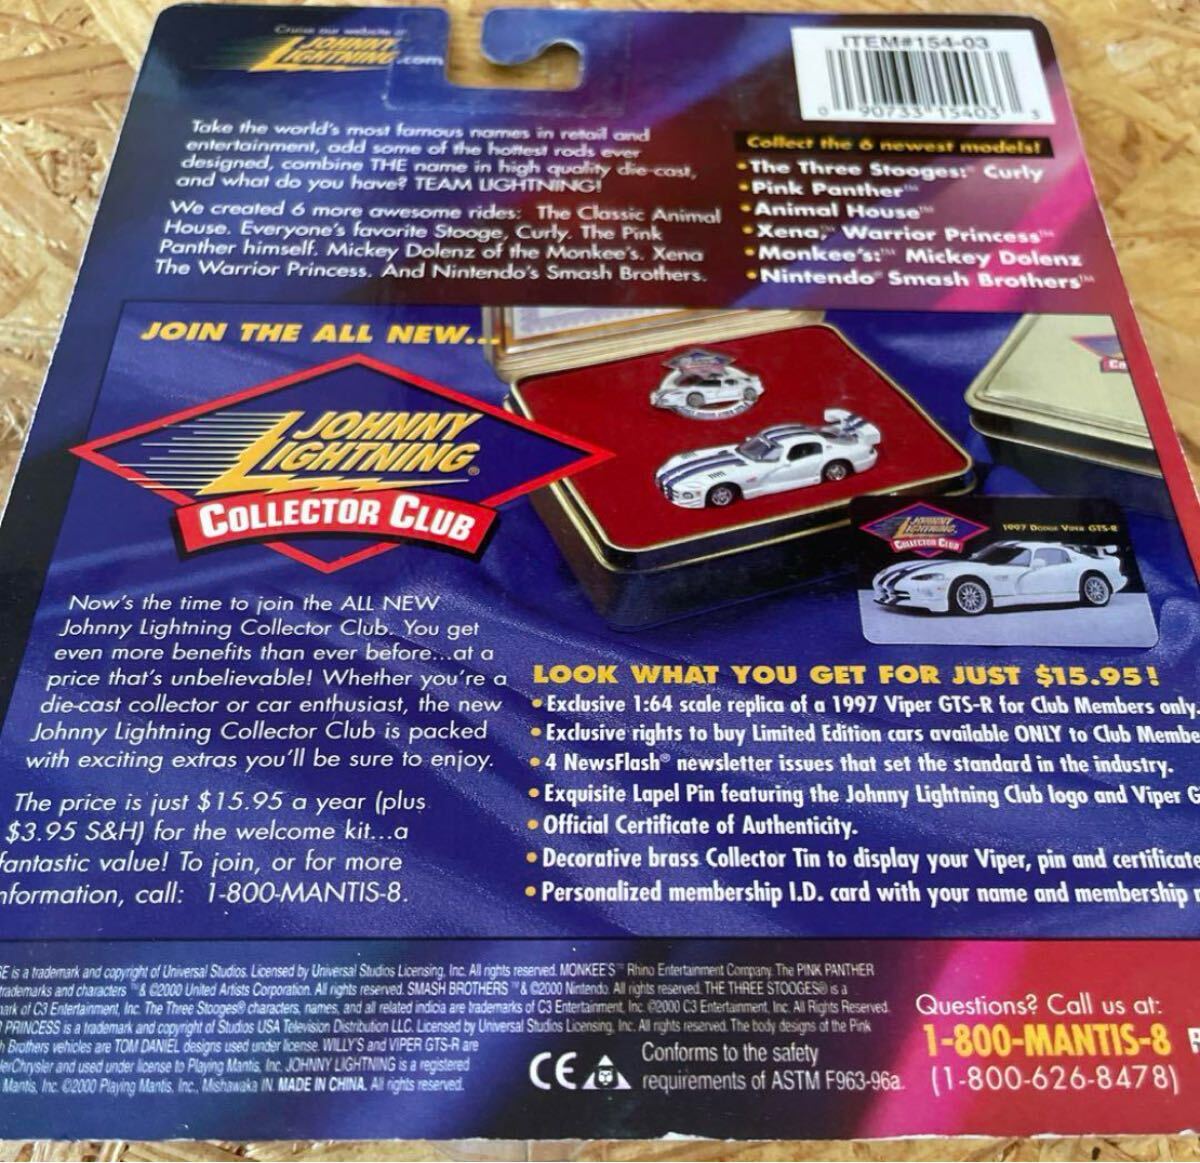 Cruise our website at
JOHNNY LIGHTNING.com
ITEM#154-03
0 90733 15403 3
Take the world's most famous names in retail and
entertainment, add some of the hottest rods ever
designed, combine THE name in high quality die-cast,
and what do you have? TEAM LIGHTNING!
We created 6 more awesome rides: The Classic Animal
House. Everyone's favorite Stooge, Curly. The Pink
Panther himself. Mickey Dolenz of the Monkee's. Xena
The Warrior Princess. And Nintendo's Smash Brothers.
Collect the 6 newest models!
• The Three Stooges:® Curly
• Pink Panther™
• Animal House™
• Xena™ Warrior Princess™
• Monkee's:™ Mickey Dolenz
• Nintendo® Smash Brothers™
JOIN THE ALL NEW...
JOHNNY
LIGHTNING®
COLLECTOR CLUB
JOHNNY
LIGHTNING
COLLECTOR CLUB
1997 DODGE VIPER GTS-R
Now's the time to join the ALL NEW
Johnny Lightning Collector Club. You get
even more benefits than ever before...at a
price that's unbelievable! Whether you're a
die-cast collector or car enthusiast, the new
Johnny Lightning Collector Club is packed
with exciting extras you'll be sure to enjoy.
The price is just $15.95 a year (plus
$3.95 S&H) for the welcome kit...a
fantastic value! To join, or for more
nformation, call: 1-800-MANTIS-8.
LOOK WHAT YOU GET FOR JUST $15.95!
• Exclusive 1:64 scale replica of a 1997 Viper GTS-R for Club Members only.
• Exclusive rights to buy Limited Edition cars available ONLY to Club Membe
• 4 NewsFlash® newsletter issues that set the standard in the industry.
• Exquisite Lapel Pin featuring the Johnny Lightning Club logo and Viper G
• Official Certificate of Authenticity.
• Decorative brass Collector Tin to display your Viper, pin and certificate
• Personalized membership I.D. card with your name and membership
SE is a trademark and copyright of Universal Studios. Licensed by Universal Studios Licensing, Inc. All rights reserved. MONKEE'S™ Rhino Entertainment Company. The PINK PANTHER
trademarks and characters ™ & ©2000 United Artists Corporation. All rights reserved. SMASH BROTHERS ™& ©2000 Nintendo. All rights reserved. THE THREE STOOGES® is a
ark of C3 Entertainment, Inc. The Three Stooges® characters, names, and all related indicia are trademarks of C3 Entertainment, Inc. ©2000 C3 Entertainment, Inc. All Rights Reserved.
PRINCESS is a trademark and copyright of Studios USA Television Distribution LLC. Licensed by Universal Studios Licensing, Inc. All rights reserved. The body designs of the Pink
h Brothers vehicles are TOM DANIEL designs used under license. WILLY'S and VIPER GTS-R are
lerChrysler and used under license to Playing Mantis, Inc. JOHNNY LIGHTNING is a registered
Mantis, Inc. ©2000 Playing Mantis, Inc., Mishawaka IN. MADE IN CHINA. All rights reserved.
CE
Conforms to the safety
requirements of ASTM F963-96a.
Questions? Call us at:
1-800-MANTIS-8
(1-800-626-8478)